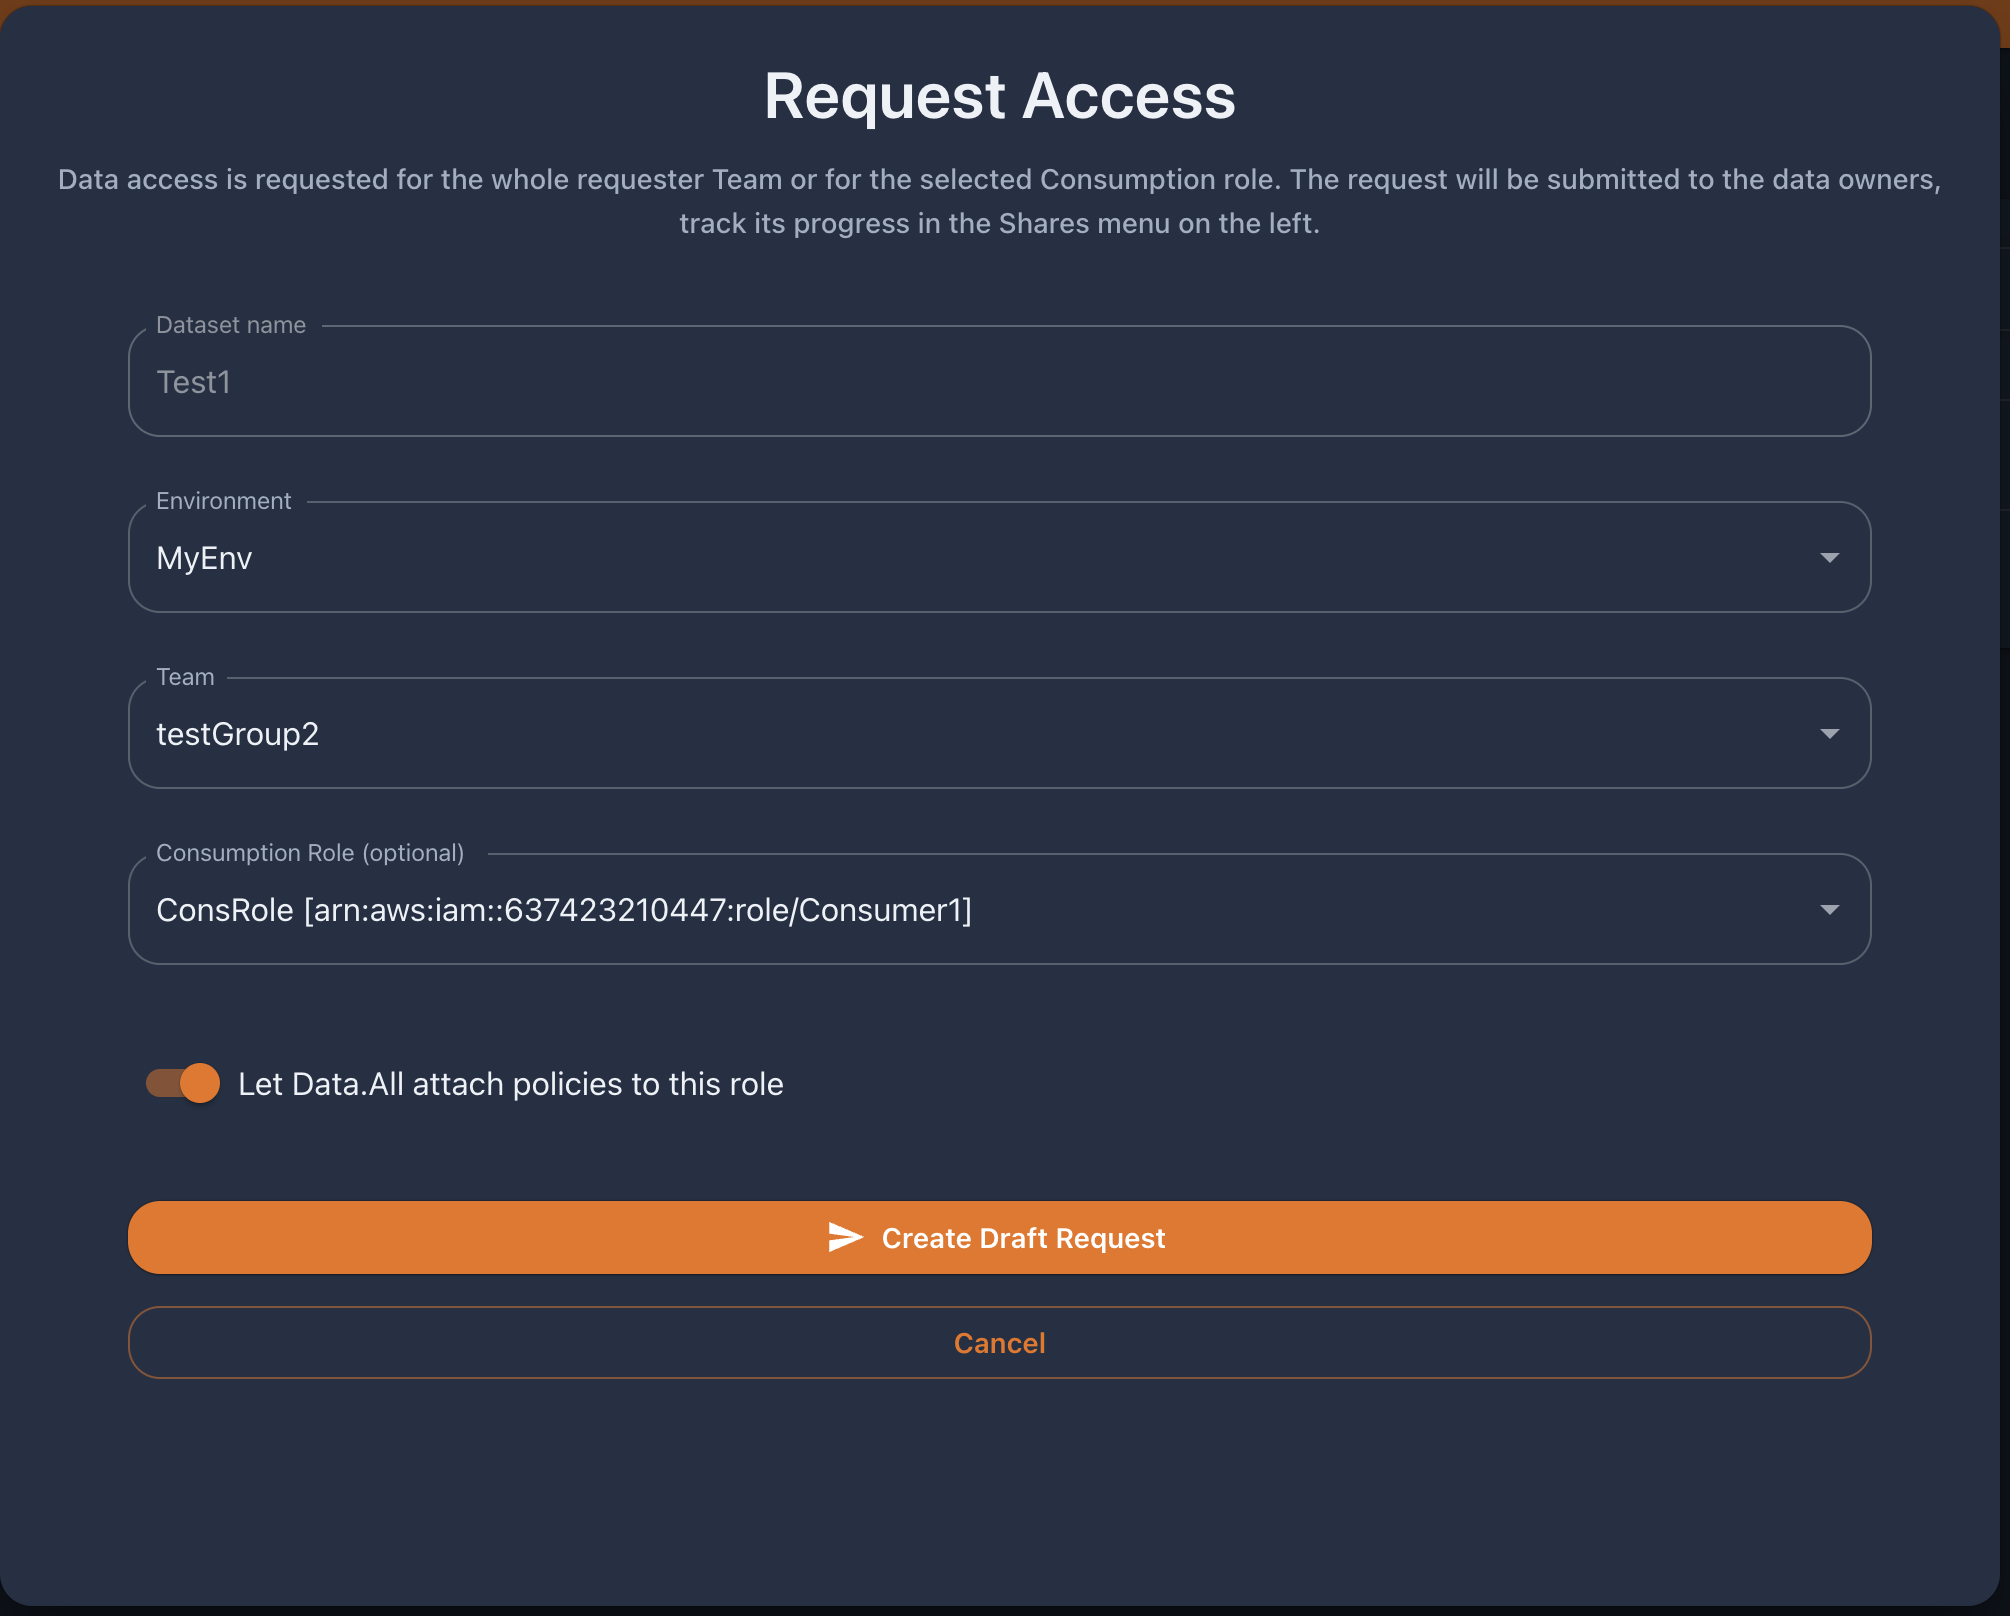 Request Access
Data access is requested for the whole requester Team or for the selected Consumption role. The request will be submitted to the data owners,
track its progress in the Shares menu on the left.
Dataset name
Test1
Environment
MyEnv
Team
testGroup2
Consumption Role (optional)
ConsRole [arn:aws:iam::637423210447:role/Consumer1]
Let Data.All attach policies to this role
Create Draft Request
Cancel